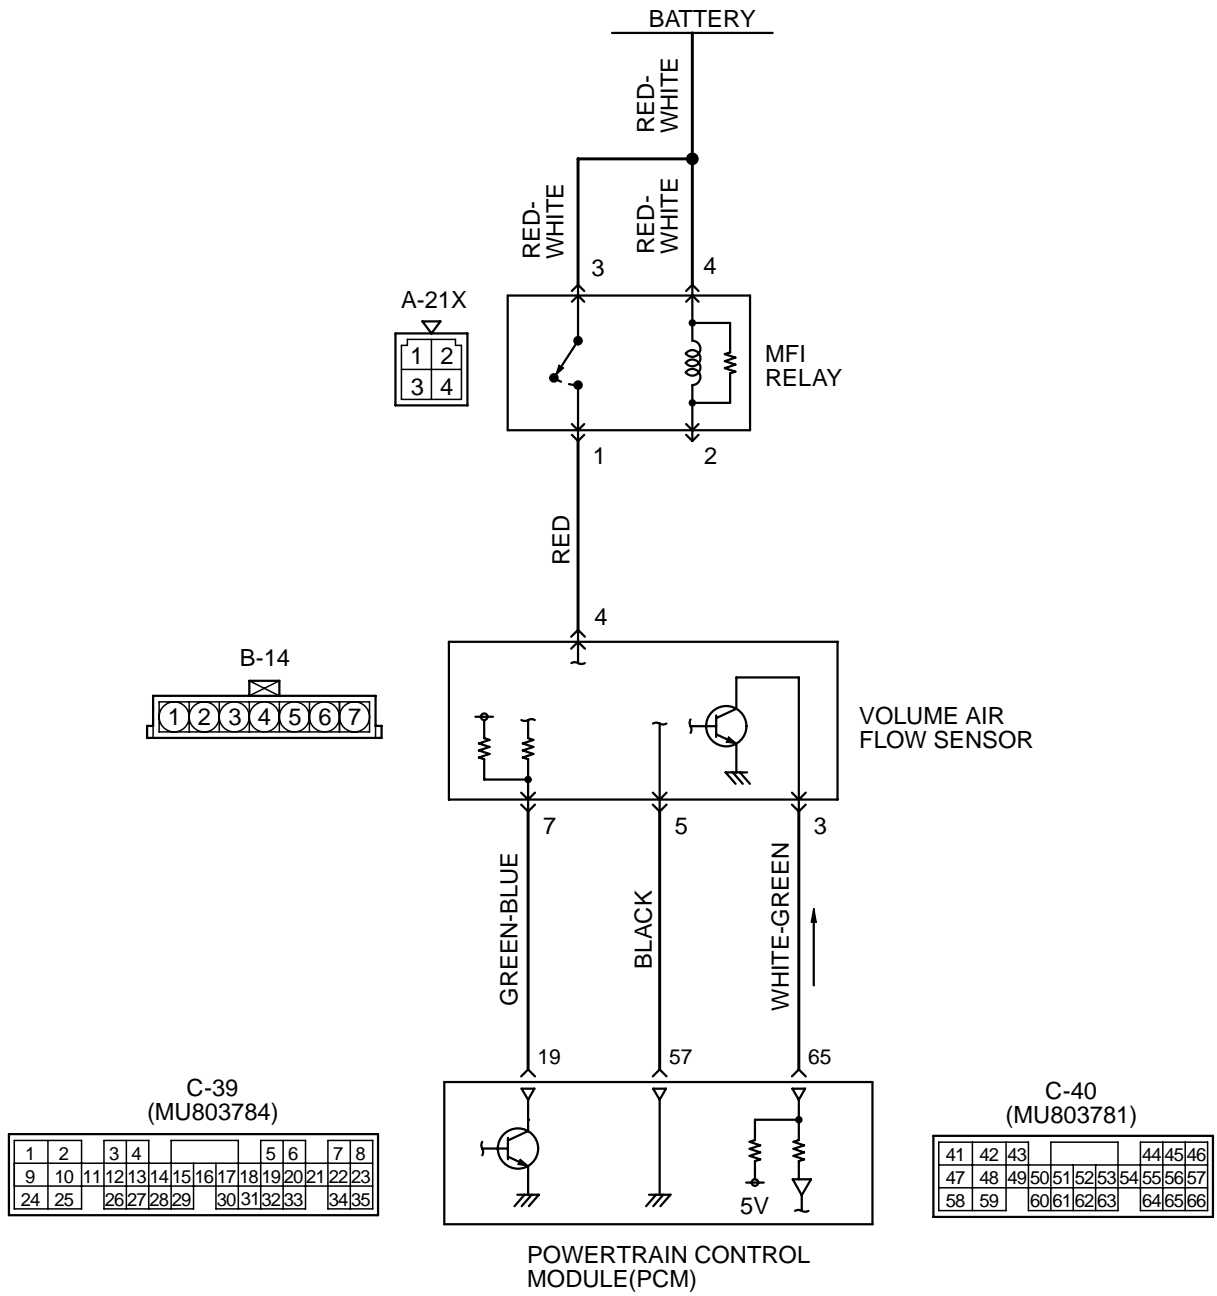 BATTERY
RED-
WHITE
RED-
WHITE
RED-
WHITE
3
4
A-21X
1 2
3 4
MFI
RELAY
1
2
RED
4
B-14
1 2 3 4 5 6 7
VOLUME AIR
FLOW SENSOR
7
5
3
GREEN-BLUE
BLACK
WHITE-GREEN
19
57
65
C-39
(MU803784)
1 2 3 4 5 6 7 8
9 10 11 12 13 14 15 16 17 18 19 20 21 22 23
24 25 26 27 28 29 30 31 32 33 34 35
5V
C-40
(MU803781)
41 42 43 44 45 46
47 48 49 50 51 52 53 54 55 56 57
58 59 60 61 62 63 64 65 66
POWERTRAIN CONTROL
MODULE(PCM)